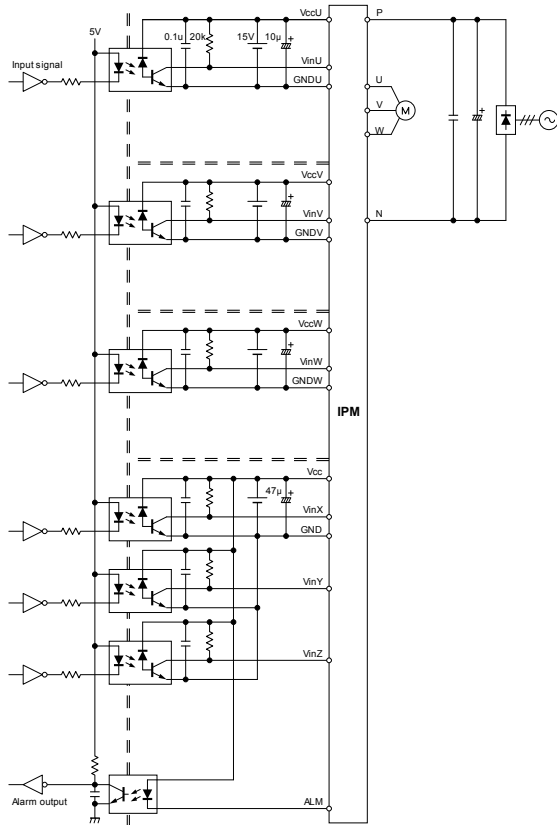 5V
Input signal
0.1u 20k 15V 10µ
VccU
VinU
GNDU
P
U
V
W
M
VccV
VinV
GNDV
N
VccW
VinW
GNDW
IPM
Vcc
47µ
VinX
GND
VinY
VinZ
Alarm output
ALM
+
+
+
+
+